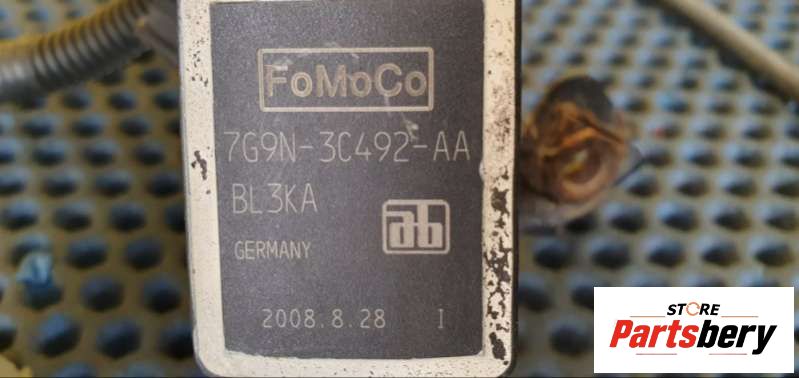 FoMoCo
7G9N-3C492-AA
BL3KA
ab
GERMANY
2008.8.28 I
STORE
Partsbery